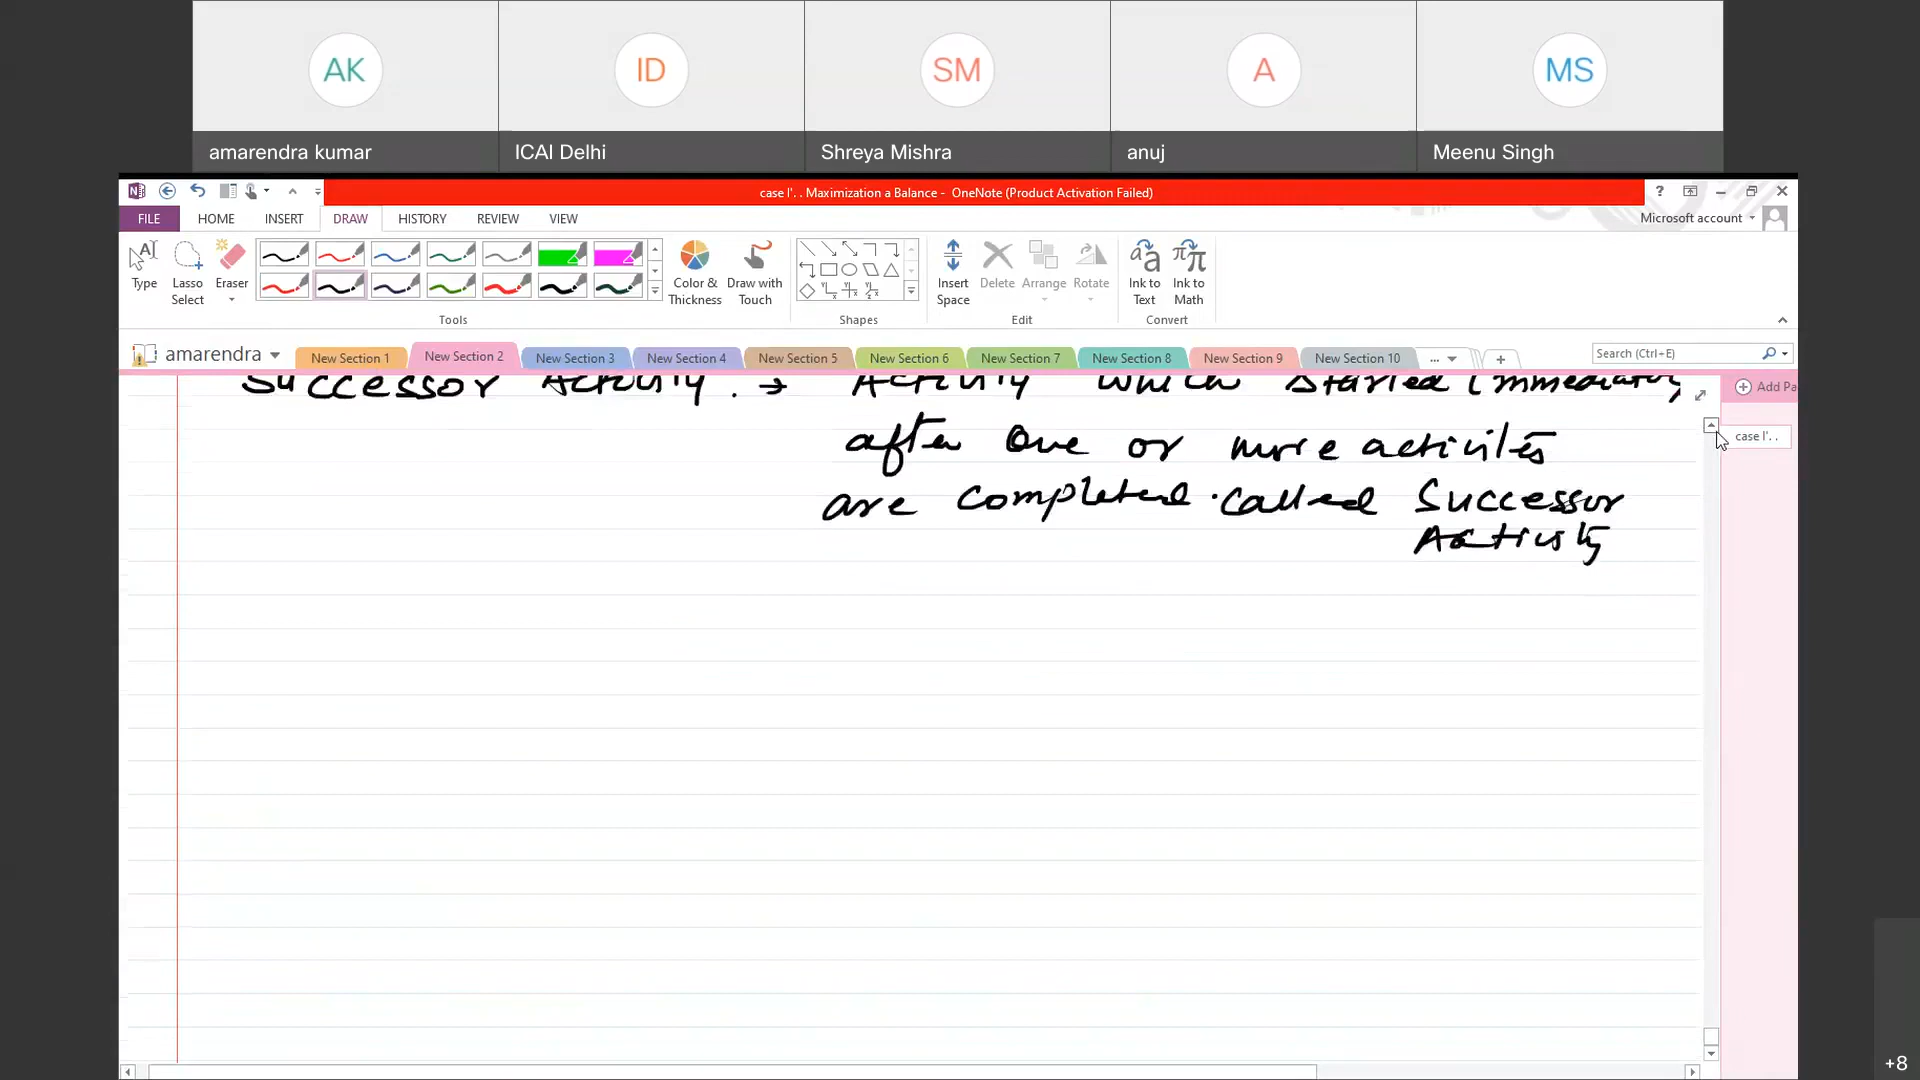 AK ID SM A MS
amarendra kumar ICAI Delhi Shreya Mishra anuj Meenu Singh
case I'. . Maximization a Balance - OneNote (Product Activation Failed) ?
FILE HOME INSERT DRAW HISTORY REVIEW VIEW Microsoft account
Type Lasso Select Eraser Color & Thickness Draw with Touch Insert Space Delete Arrange Rotate Ink to Text Ink to Math
Tools Shapes Edit Convert
amarendra New Section 1 New Section 2 New Section 3 New Section 4 New Section 5 New Section 6 New Section 7 New Section 8 New Section 9 New Section 10 ... Search (Ctrl+E)
Add Pa
case I'. .
Successor Activity. → Activity which started immediatory
after One or more activites
are completed. called Successor
Activity
+8